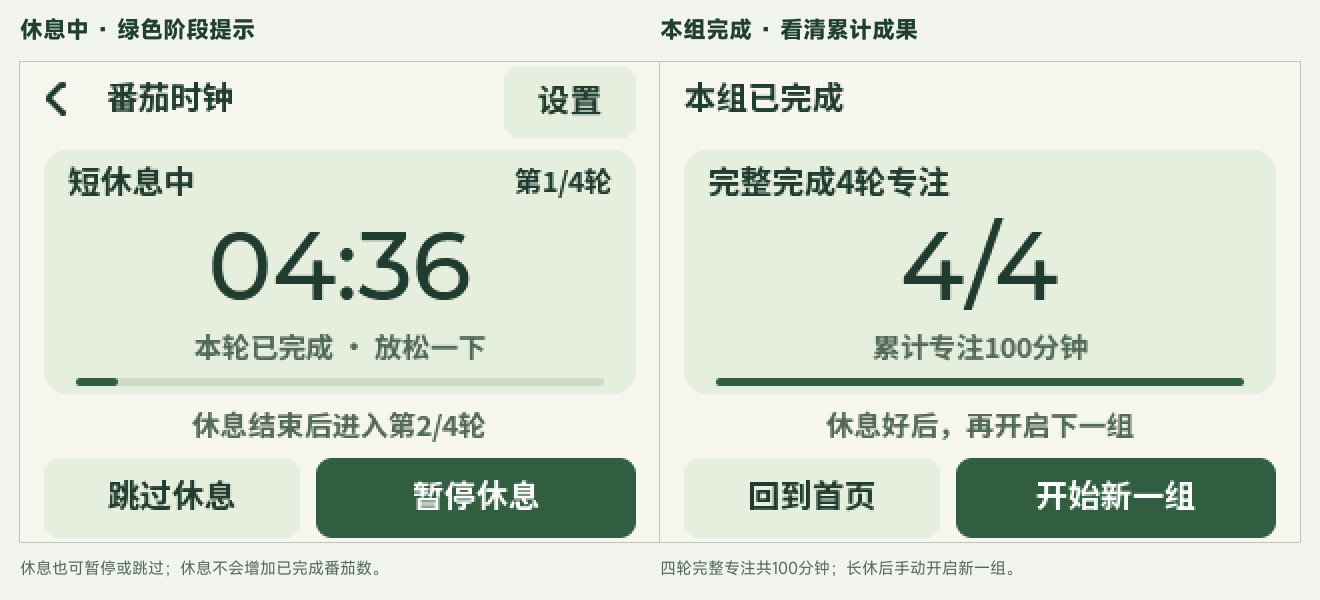 休息中 · 绿色阶段提示
番茄时钟
设置
短休息中
第1/4轮
04:36
本轮已完成 · 放松一下
休息结束后进入第2/4轮
跳过休息
暂停休息
休息也可暂停或跳过；休息不会增加已完成番茄数。
本组完成 · 看清累计成果
本组已完成
完整完成4轮专注
4/4
累计专注100分钟
休息好后，再开启下一组
回到首页
开始新一组
四轮完整专注共100分钟；长休后手动开启新一组。